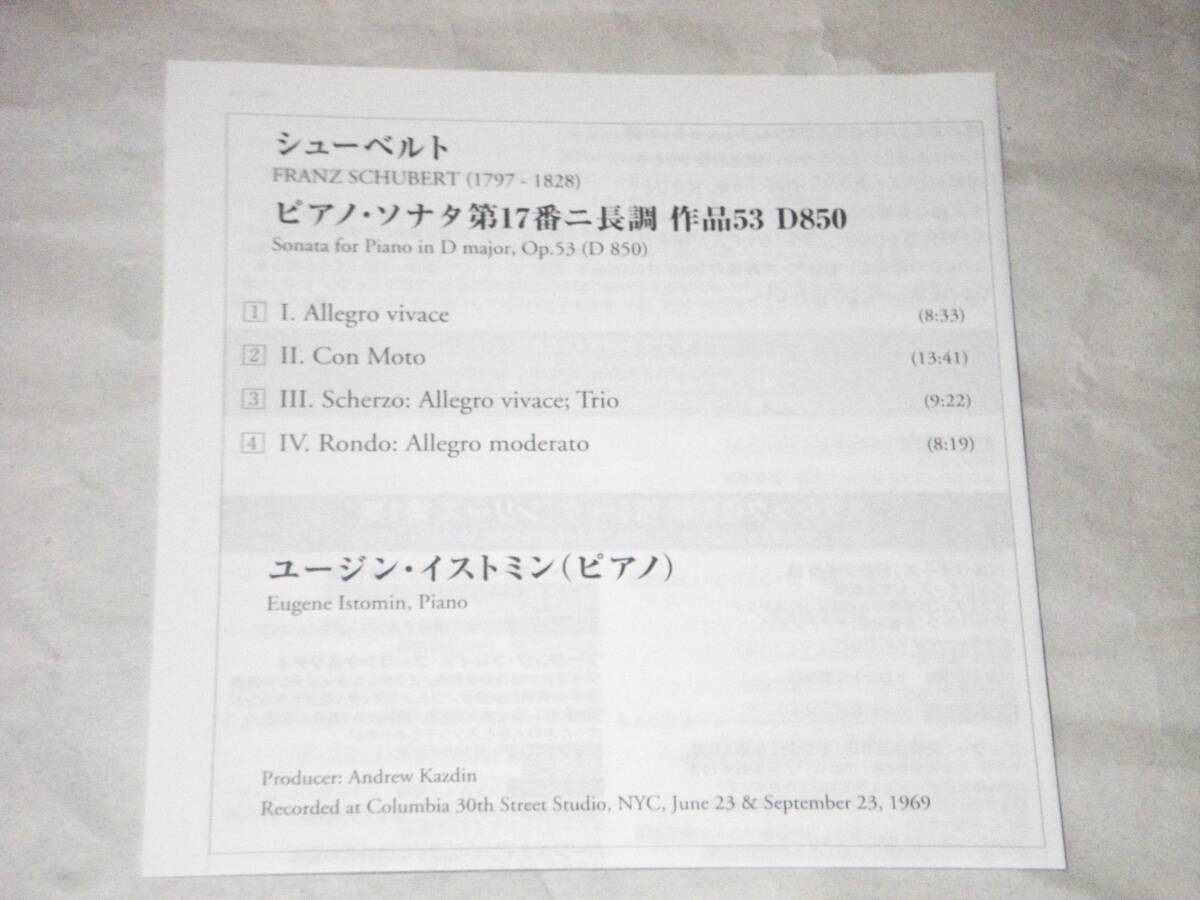 シューベルト
FRANZ SCHUBERT (1797 - 1828)
ピアノ・ソナタ第17番ニ長調 作品53 D850
Sonata for Piano in D major, Op.53 (D 850)
1 I. Allegro vivace (8:33)
2 II. Con Moto (13:41)
3 III. Scherzo: Allegro vivace; Trio (9:22)
4 IV. Rondo: Allegro moderato (8:19)
ユージン・イストミン(ピアノ)
Eugene Istomin, Piano
Producer: Andrew Kazdin
Recorded at Columbia 30th Street Studio, NYC, June 23 & September 23, 1969